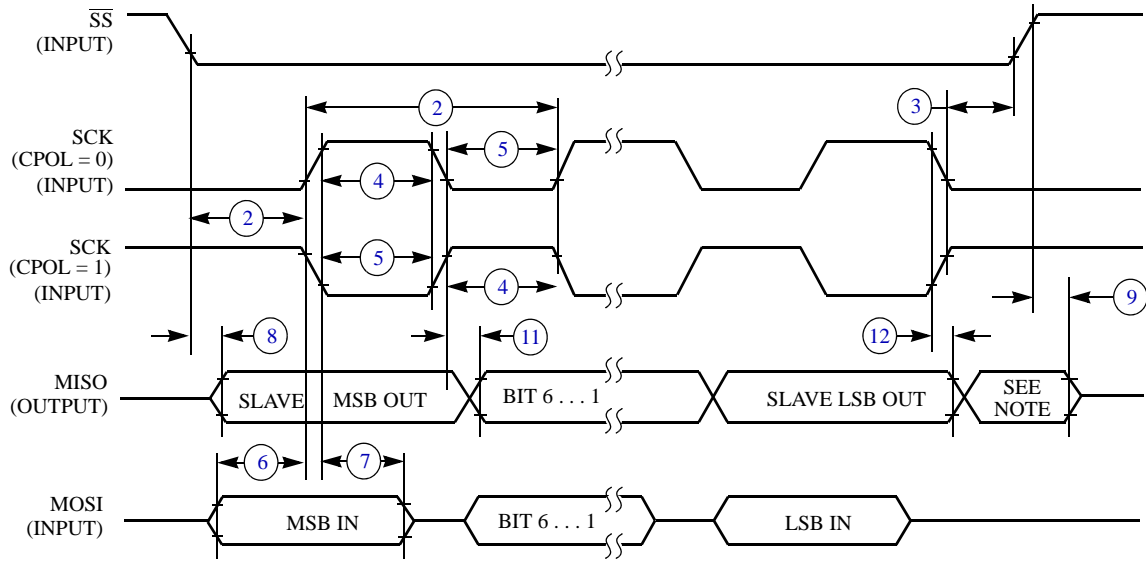 SS
(INPUT)
2
3
SCK
(CPOL = 0)
(INPUT)
5
4
2
SCK
(CPOL = 1)
(INPUT)
5
4
9
8
11
12
MISO
(OUTPUT)
SLAVE MSB OUT
BIT 6 . . . 1
SLAVE LSB OUT
SEE
NOTE
6
7
MOSI
(INPUT)
MSB IN
BIT 6 . . . 1
LSB IN